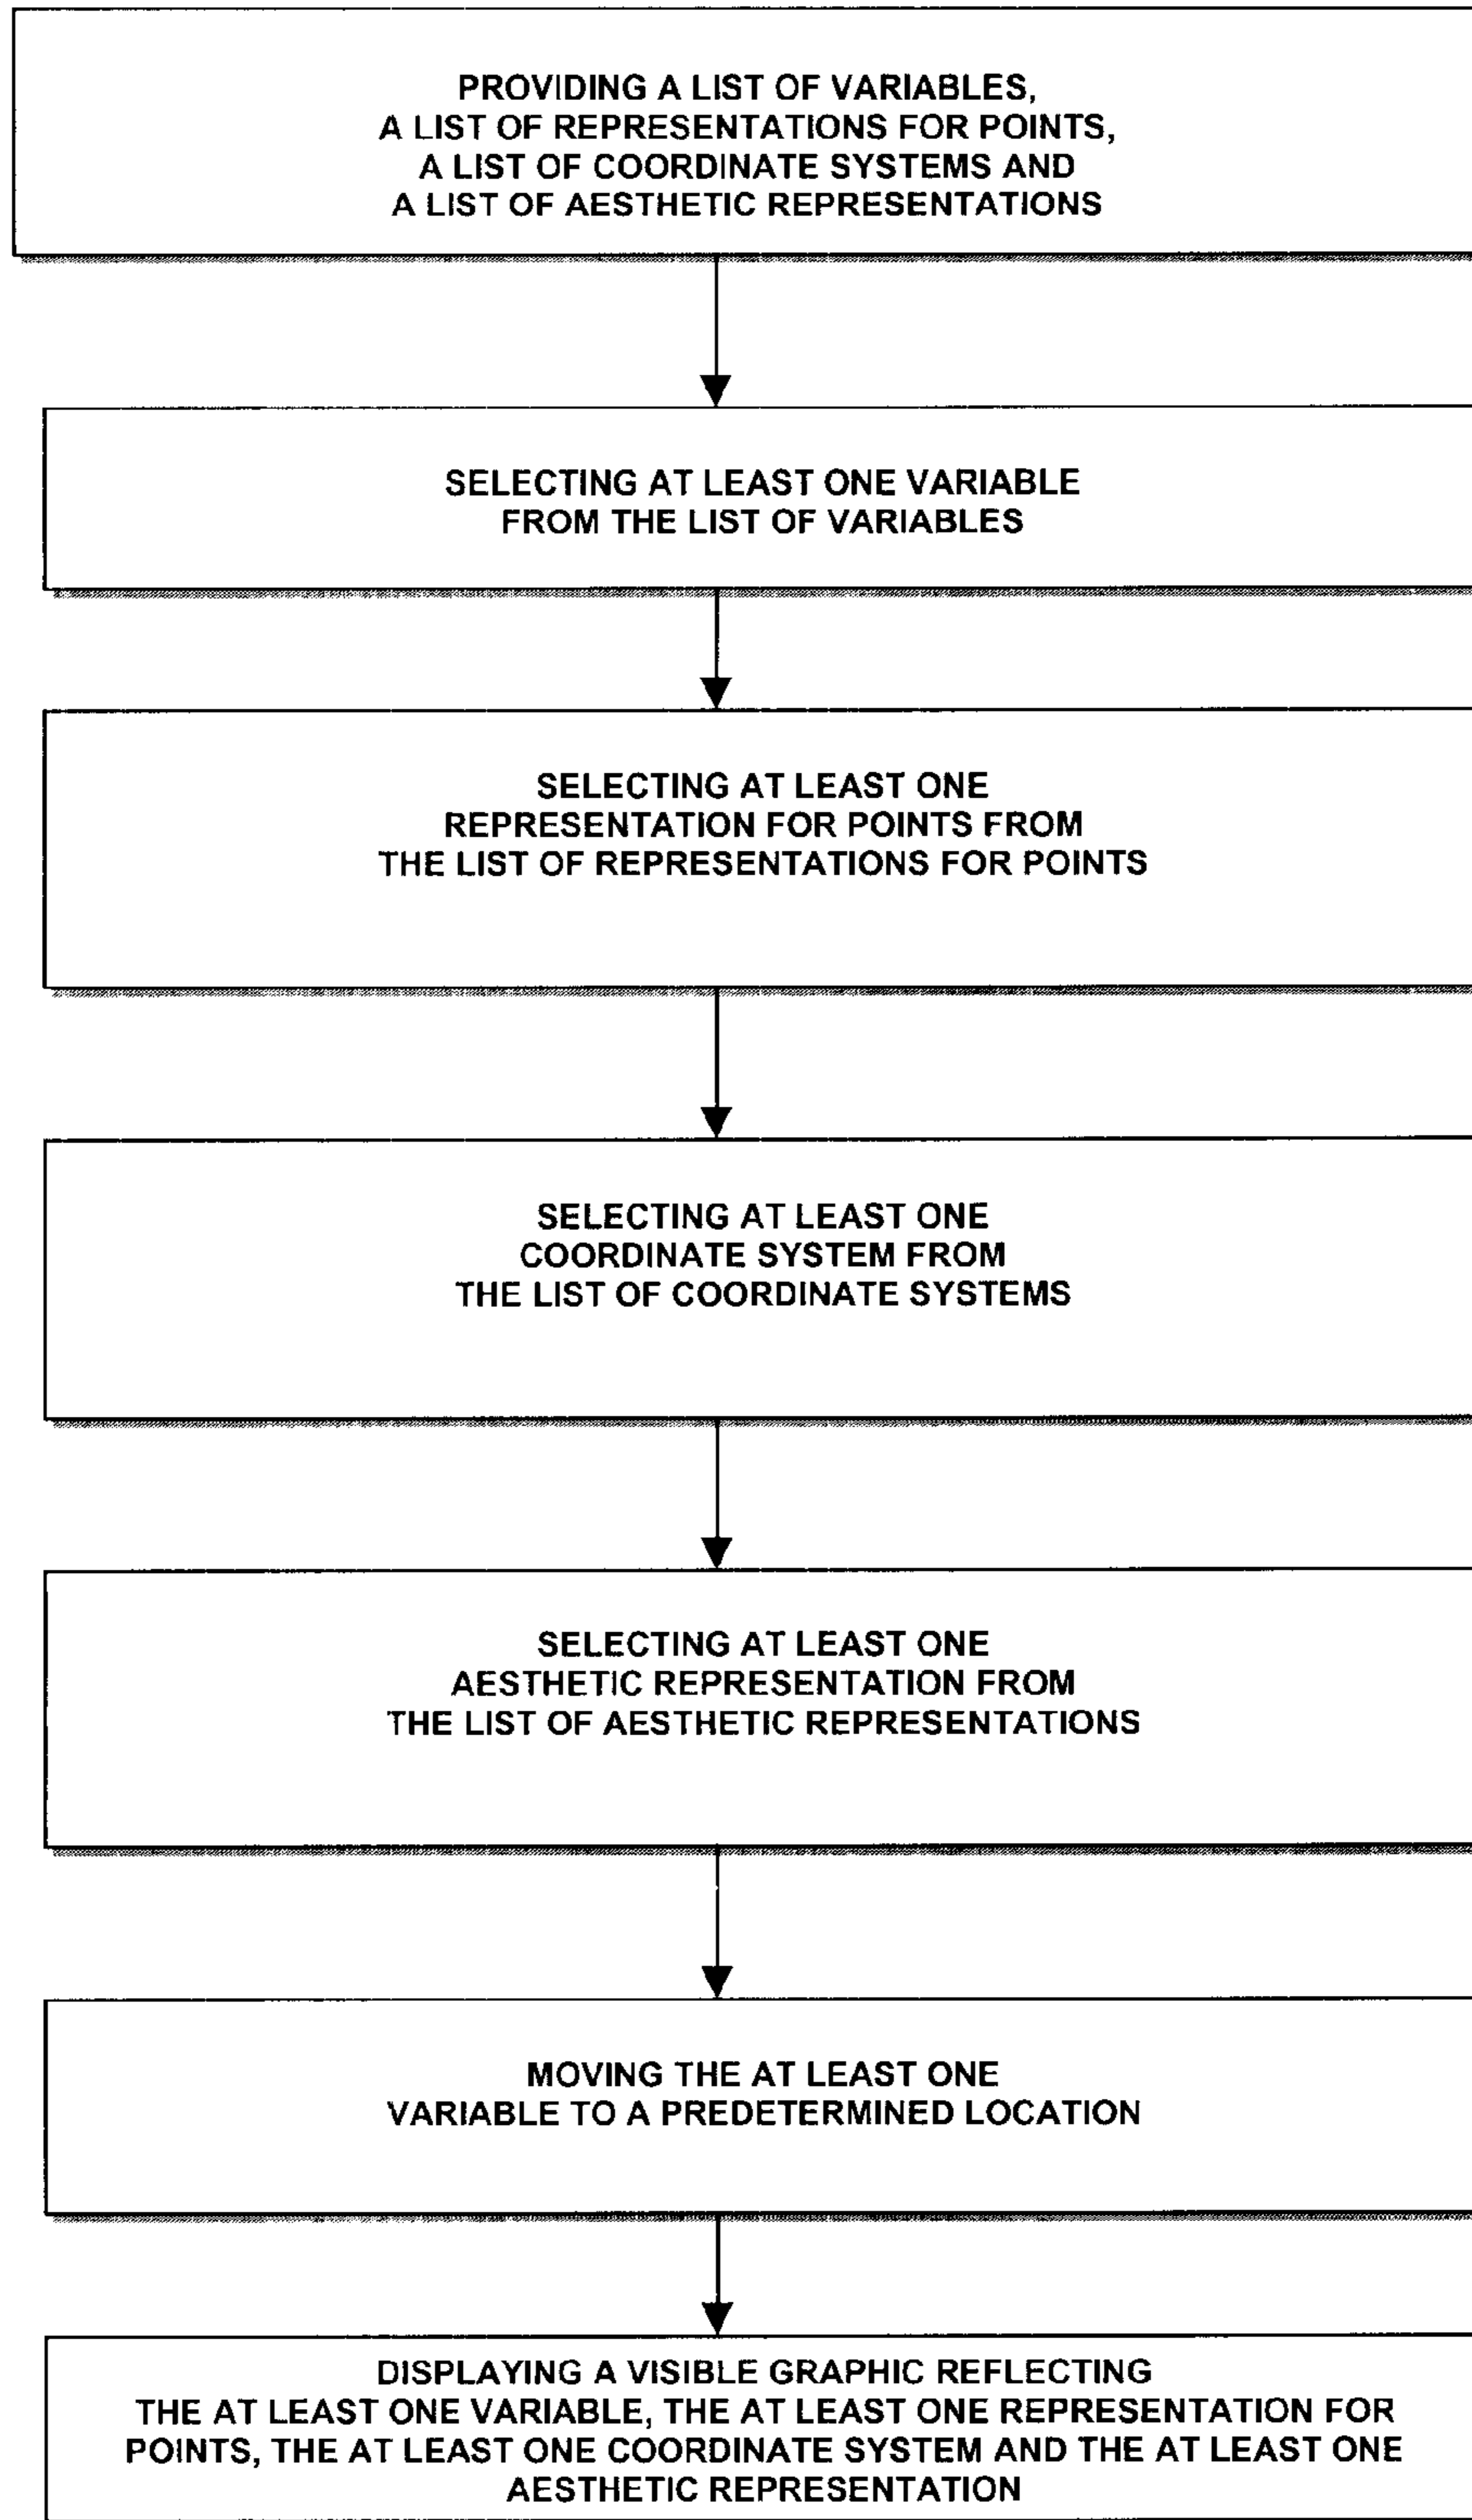 PROVIDING A LIST OF VARIABLES,
A LIST OF REPRESENTATIONS FOR POINTS,
A LIST OF COORDINATE SYSTEMS AND
A LIST OF AESTHETIC REPRESENTATIONS
SELECTING AT LEAST ONE VARIABLE
FROM THE LIST OF VARIABLES
SELECTING AT LEAST ONE
REPRESENTATION FOR POINTS FROM
THE LIST OF REPRESENTATIONS FOR POINTS
SELECTING AT LEAST ONE
COORDINATE SYSTEM FROM
THE LIST OF COORDINATE SYSTEMS
SELECTING AT LEAST ONE
AESTHETIC REPRESENTATION FROM
THE LIST OF AESTHETIC REPRESENTATIONS
MOVING THE AT LEAST ONE
VARIABLE TO A PREDETERMINED LOCATION
DISPLAYING A VISIBLE GRAPHIC REFLECTING
THE AT LEAST ONE VARIABLE, THE AT LEAST ONE REPRESENTATION FOR
POINTS, THE AT LEAST ONE COORDINATE SYSTEM AND THE AT LEAST ONE
AESTHETIC REPRESENTATION